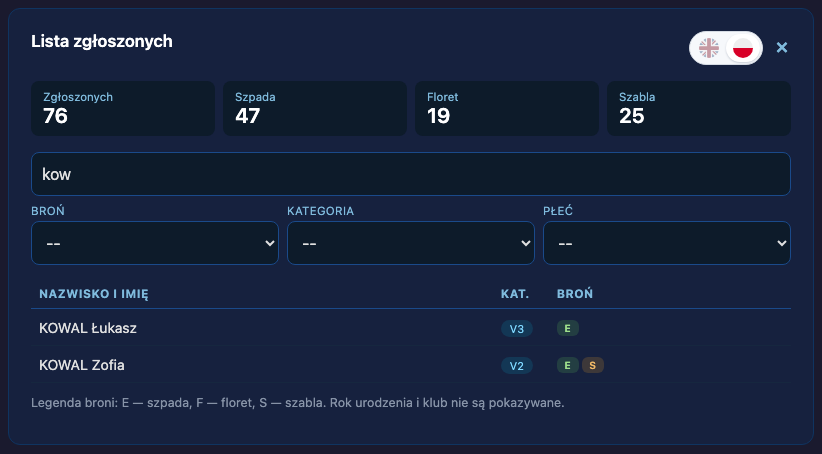 Lista zgłoszonych
Zgłoszonych Szpada Floret Szabla
76 47 19 25
kow
BROŃ KATEGORIA PŁEĆ
-- -- --
NAZWISKO I IMIĘ KAT. BROŃ
KOWAL Łukasz V3 E
KOWAL Zofia V2 E S
Legenda broni: E — szpada, F — floret, S — szabla. Rok urodzenia i klub nie są pokazywane.